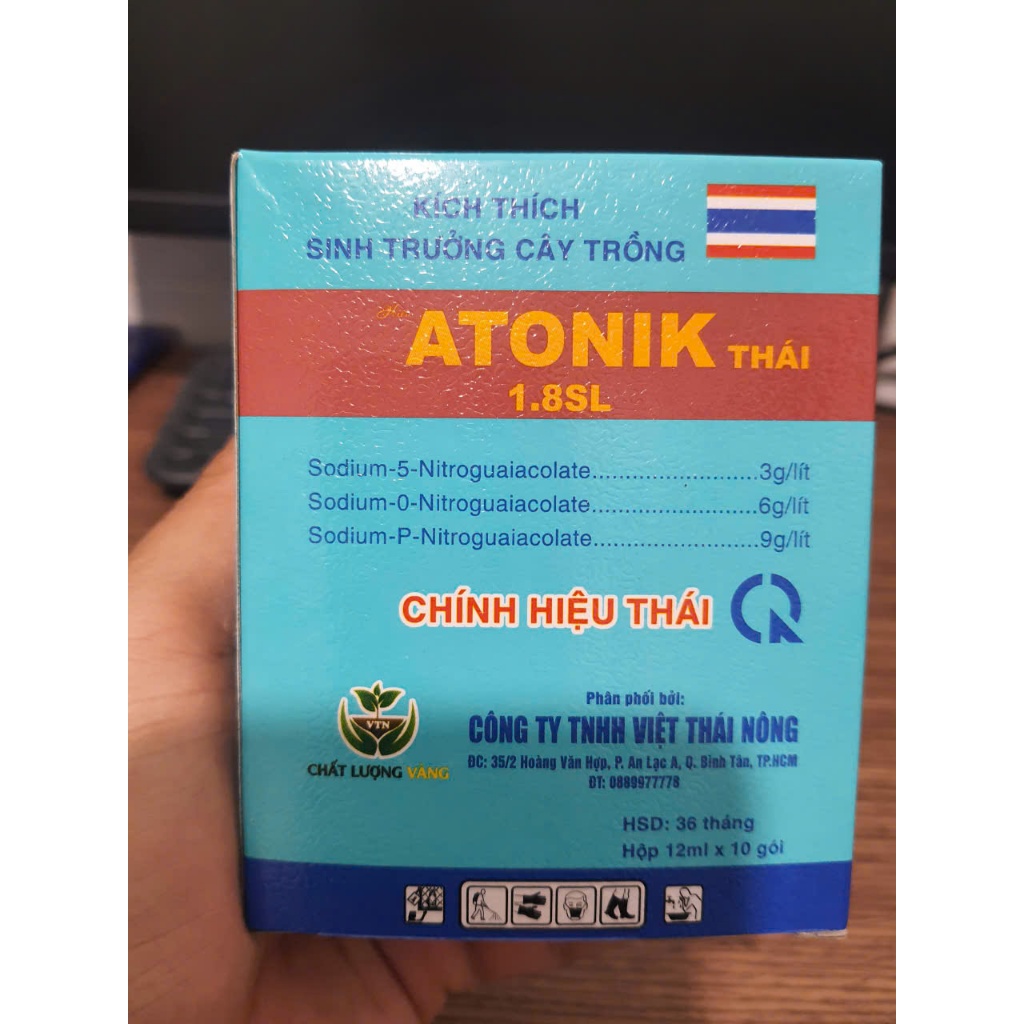 KÍCH THÍCH
SINH TRƯỞNG CÂY TRỒNG
ATONIK THÁI
1.8SL
Sodium-5-Nitroguaiacolate.........................3g/lít
Sodium-0-Nitroguaiacolate.........................6g/lít
Sodium-P-Nitroguaiacolate.........................9g/lít
CHÍNH HIỆU THÁI
VTN
CHẤT LƯỢNG VÀNG
Phân phối bởi:
CÔNG TY TNHH VIỆT THÁI NÔNG
ĐC: 35/2 Hoàng Văn Hợp, P. An Lạc A, Q. Bình Tân, TP.HCM
ĐT: 0889977778
HSD: 36 tháng
Hộp 12ml x 10 gói